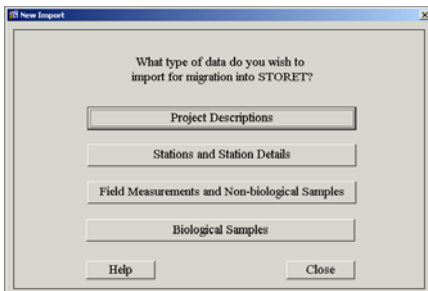 New Import
What type of data do you wish to
import for migration into STORET?
Project Descriptions
Stations and Station Details
Field Measurements and Non-biological Samples
Biological Samples
Help Close